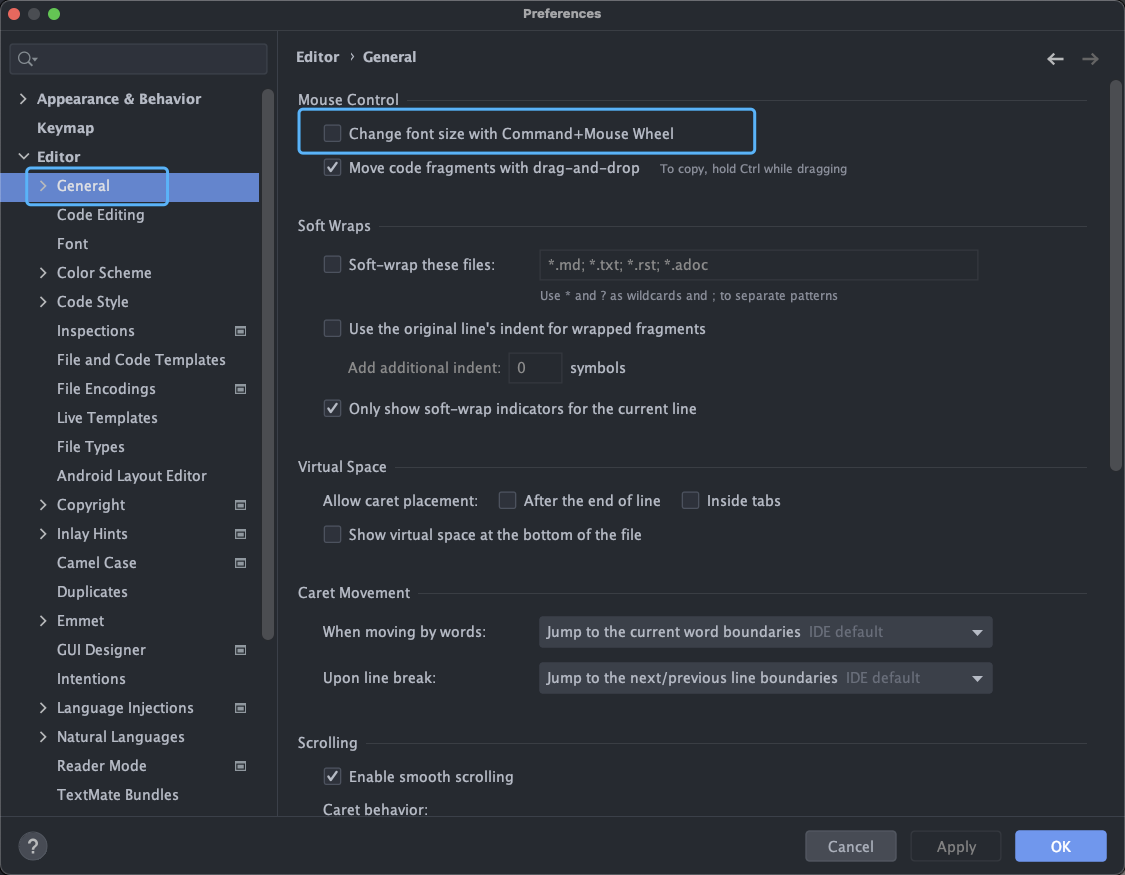 Preferences
Appearance & Behavior
Keymap
Editor
General
Code Editing
Font
Color Scheme
Code Style
Inspections
File and Code Templates
File Encodings
Live Templates
File Types
Android Layout Editor
Copyright
Inlay Hints
Camel Case
Duplicates
Emmet
GUI Designer
Intentions
Language Injections
Natural Languages
Reader Mode
TextMate Bundles
Editor › General
Mouse Control
Change font size with Command+Mouse Wheel
Move code fragments with drag-and-drop To copy, hold Ctrl while dragging
Soft Wraps
Soft-wrap these files: *.md; *.txt; *.rst; *.adoc
Use * and ? as wildcards and ; to separate patterns
Use the original line's indent for wrapped fragments
Add additional indent: 0 symbols
Only show soft-wrap indicators for the current line
Virtual Space
Allow caret placement: After the end of line Inside tabs
Show virtual space at the bottom of the file
Caret Movement
When moving by words: Jump to the current word boundaries IDE default
Upon line break: Jump to the next/previous line boundaries IDE default
Scrolling
Enable smooth scrolling
Caret behavior:
? Cancel Apply OK